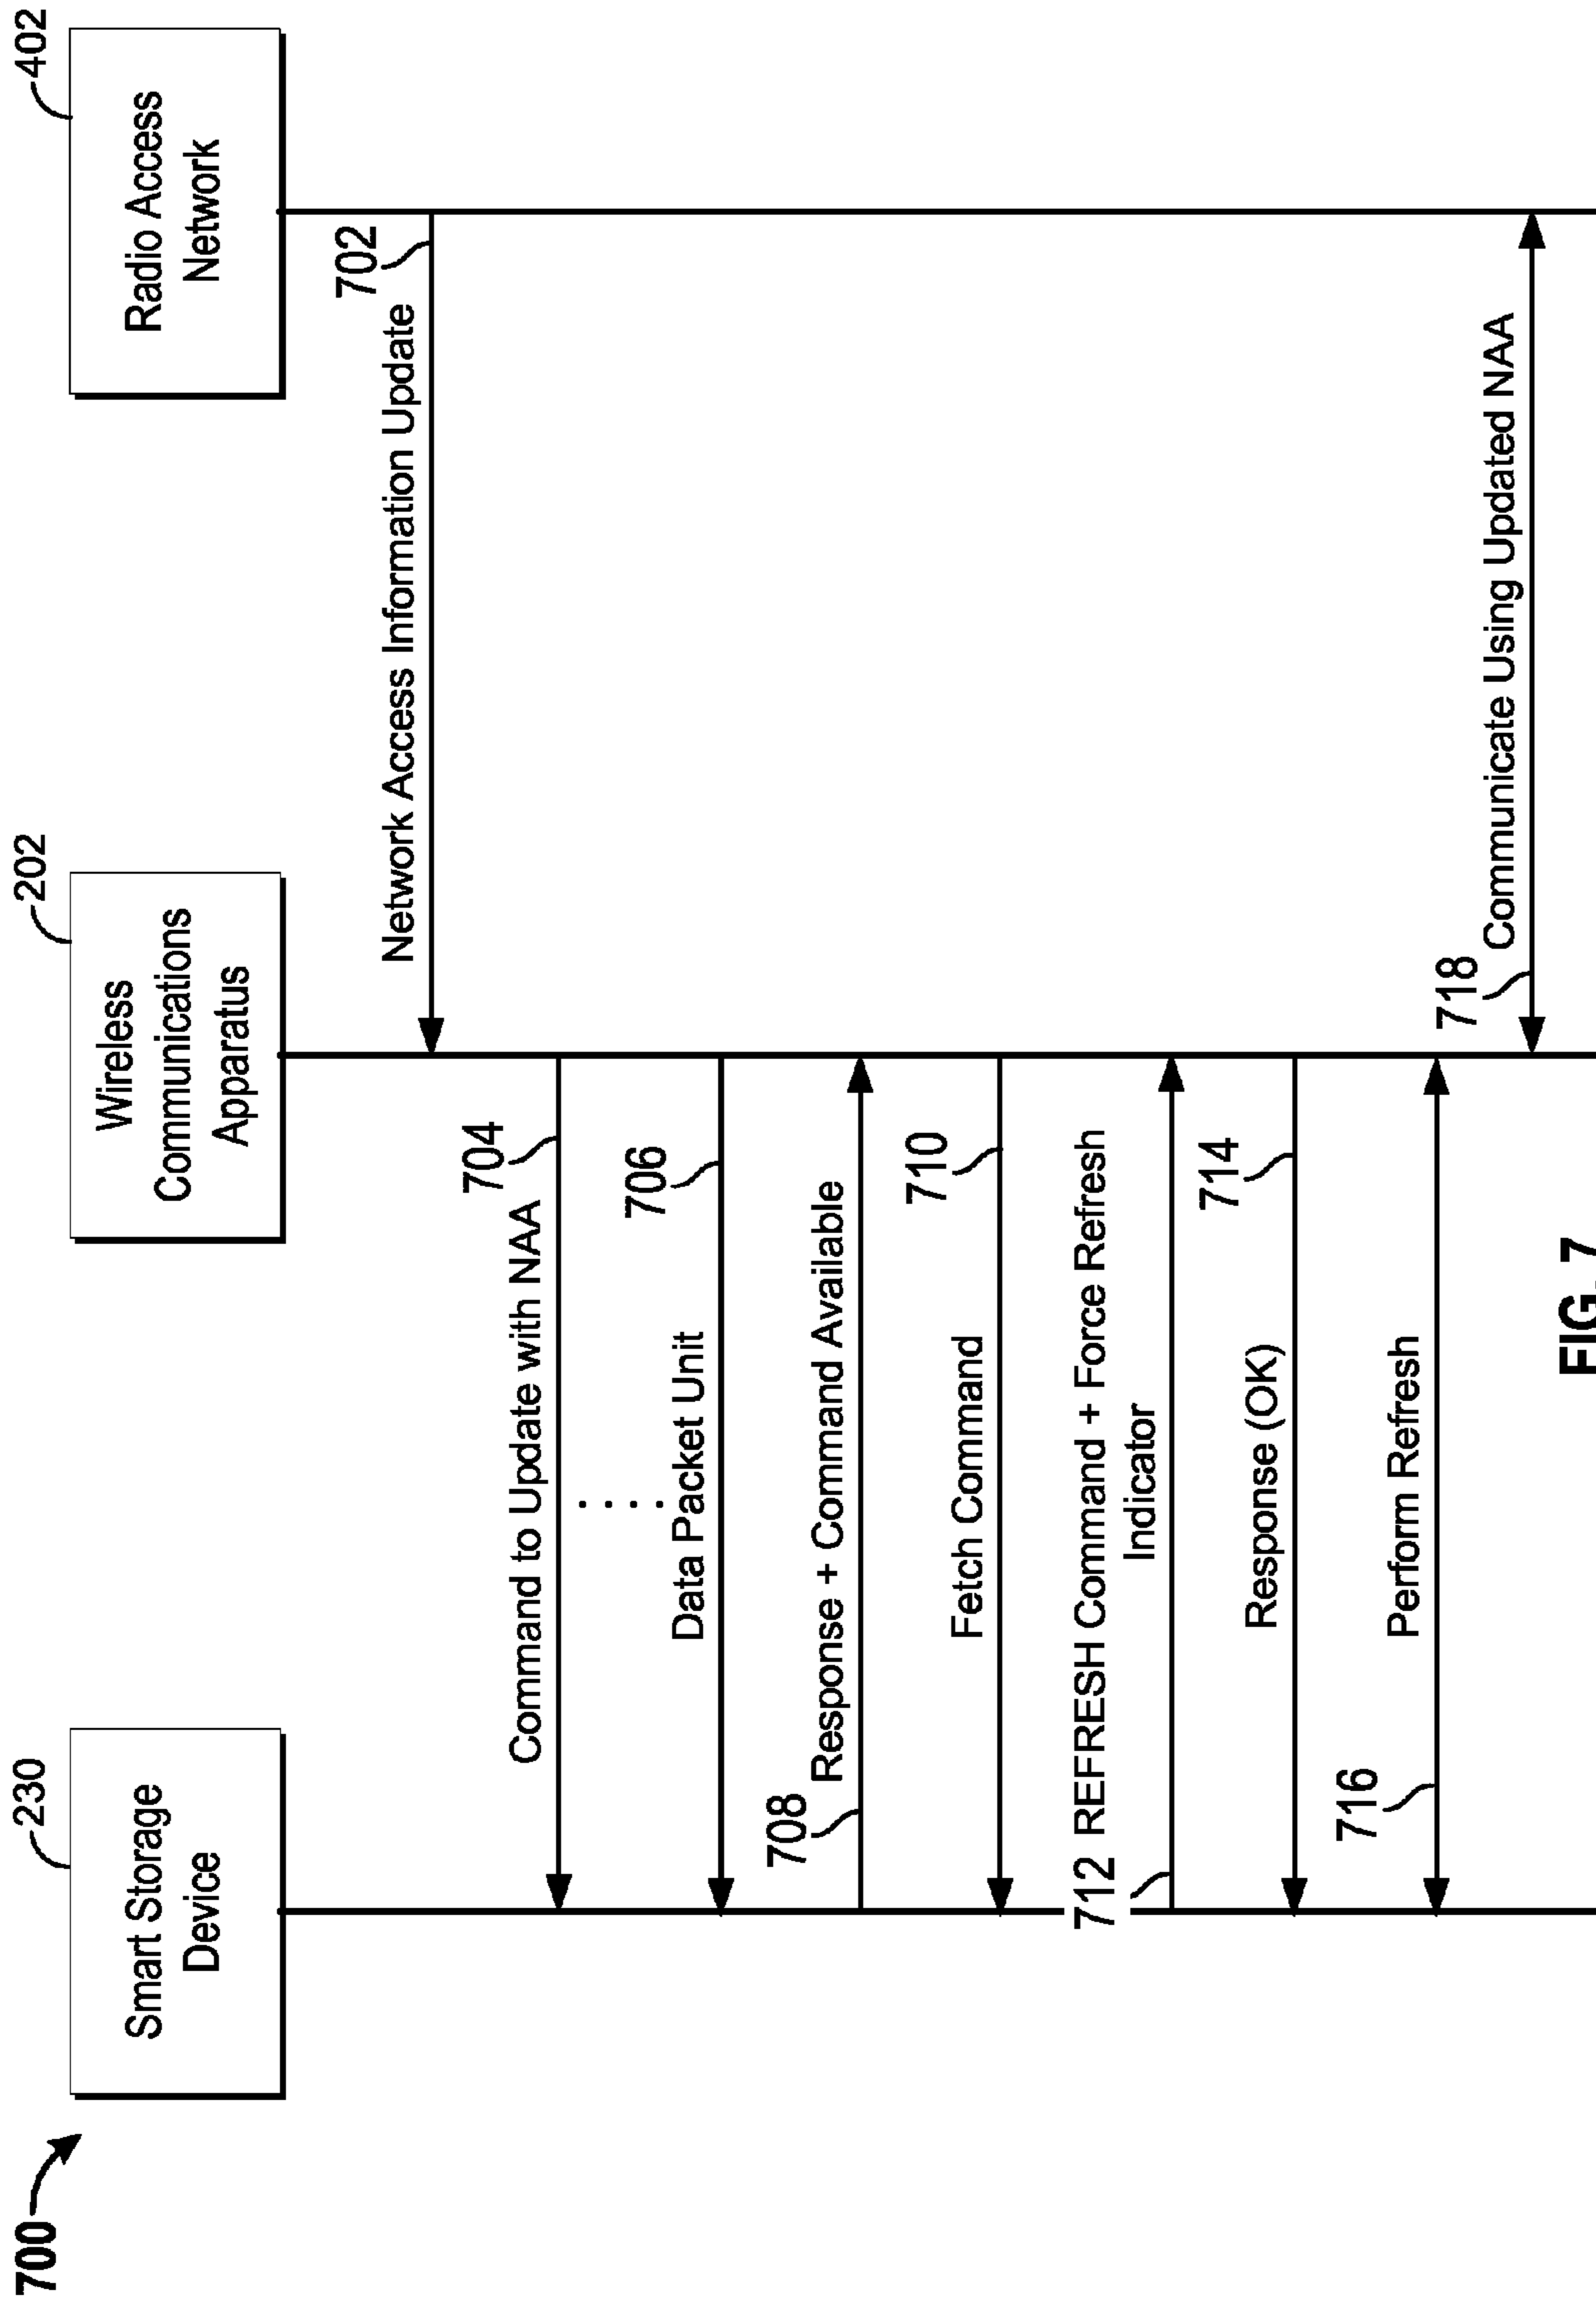 700
230
202
402
Smart Storage
Device
Wireless
Communications
Apparatus
Radio Access
Network
702
Network Access Information Update
704
Command to Update with NAA
. . . .
706
Data Packet Unit
708
Response + Command Available
710
Fetch Command
712 REFRESH Command + Force Refresh
Indicator
714
Response (OK)
716
Perform Refresh
718
Communicate Using Updated NAA
FIG. 7